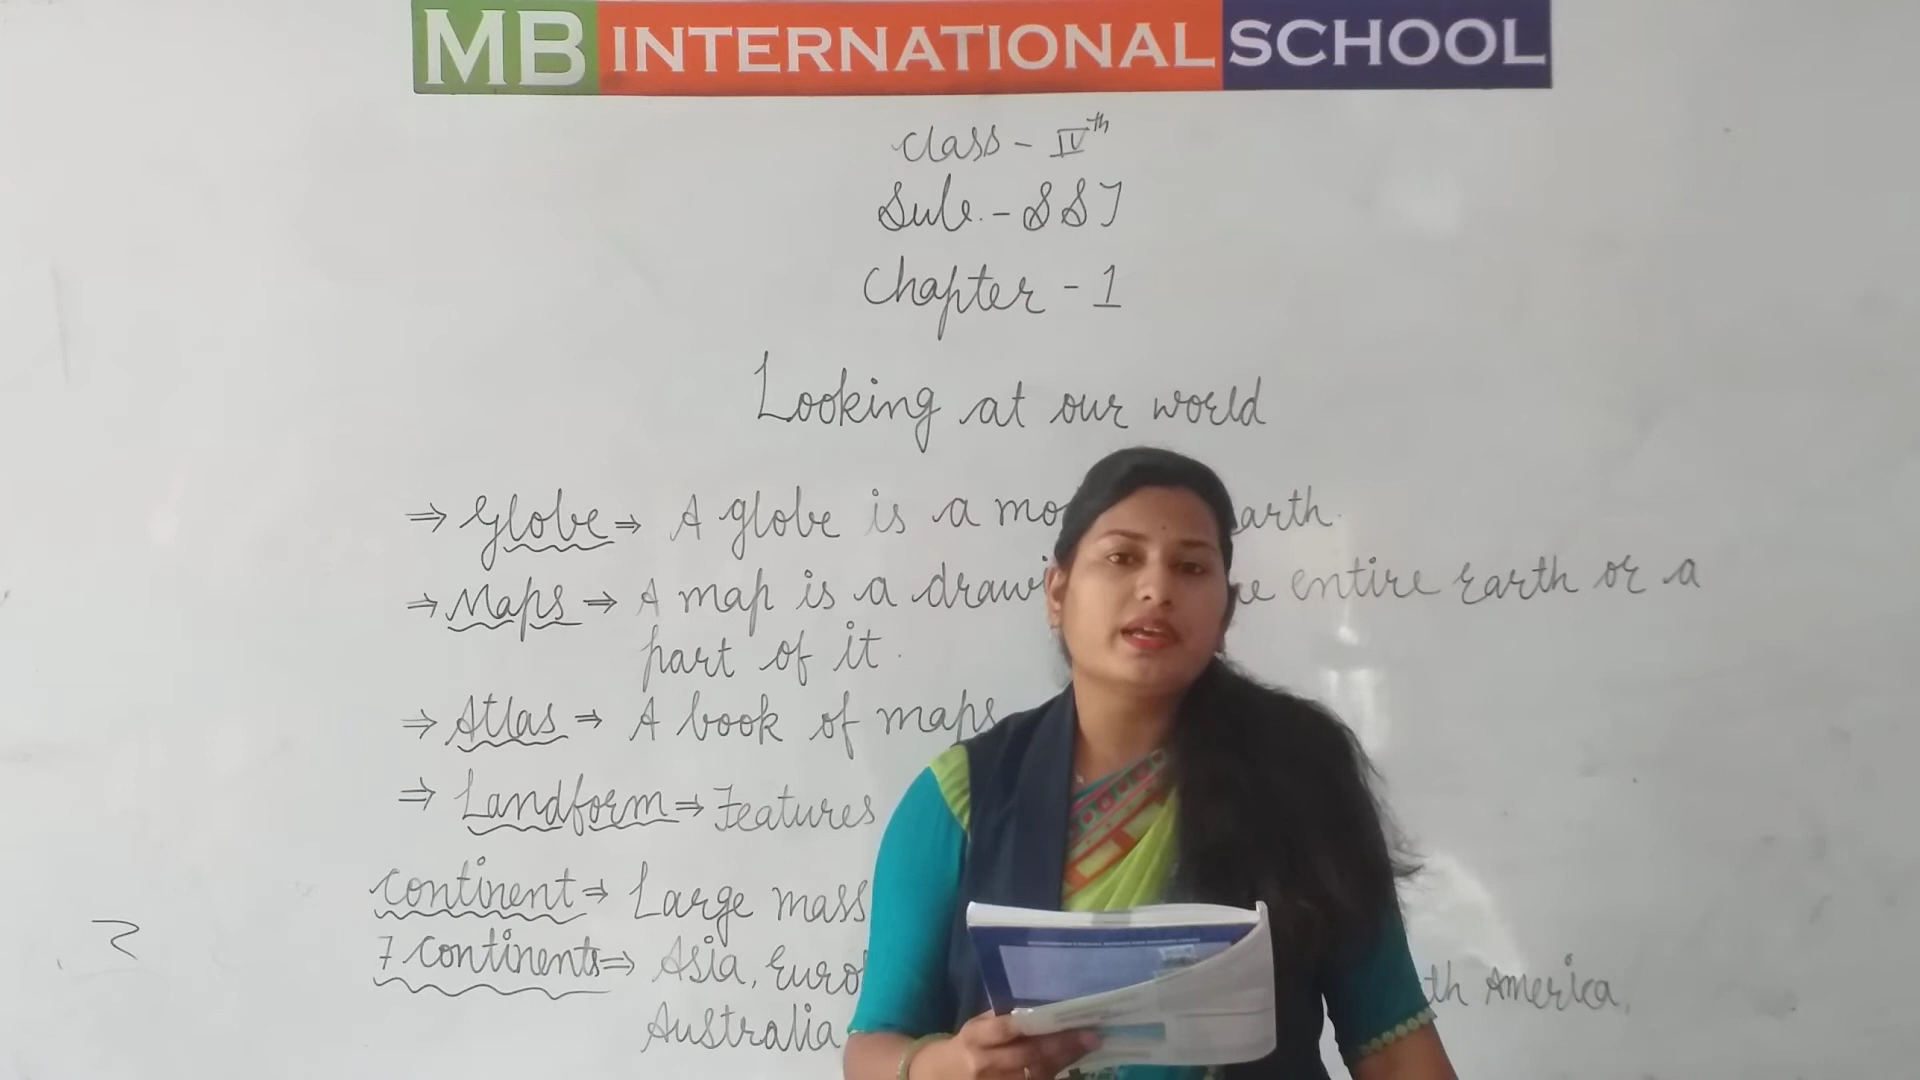 MB INTERNATIONAL SCHOOL
Class - IVth
Sub. - SST
Chapter - 1
Looking at our world
⇒ Globe ⇒ A globe is a mo arth.
⇒ Maps ⇒ A map is a drawi e entire Earth or a
part of it.
⇒ Atlas ⇒ A book of maps
⇒ Landform ⇒ Features
Continent ⇒ Large mass
7 Continents ⇒ Asia, Euro th America,
Australia